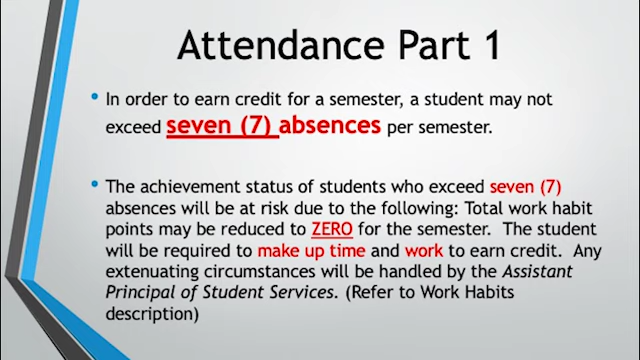 Attendance Part 1
• In order to earn credit for a semester, a student may not
exceed seven (7) absences per semester.
• The achievement status of students who exceed seven (7)
absences will be at risk due to the following: Total work habit
points may be reduced to ZERO for the semester. The student
will be required to make up time and work to earn credit. Any
extenuating circumstances will be handled by the Assistant
Principal of Student Services. (Refer to Work Habits
description)